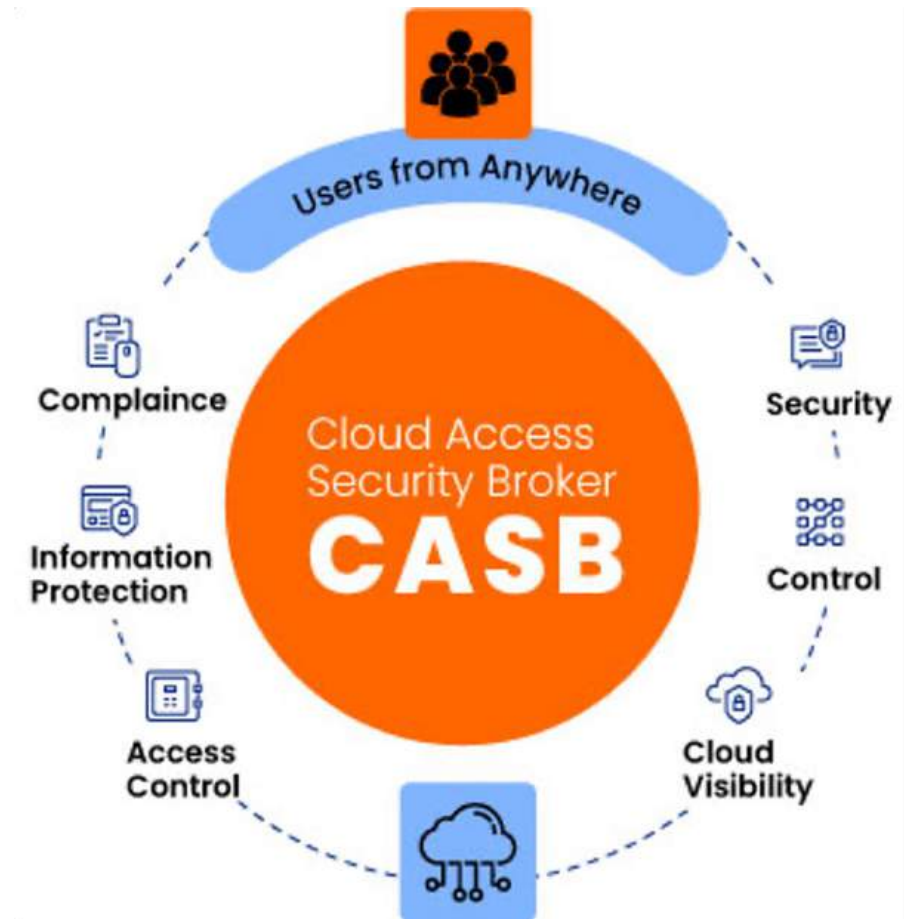 Users from Anywhere
Complaince
Security
Cloud Access
Security Broker
CASB
Information
Protection
Control
Access
Control
Cloud
Visibility